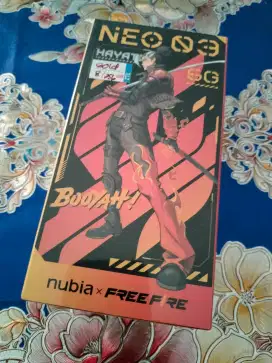 NEO 03
HAYATO
5G
BOOYAH!
nubia × FREE FIRE